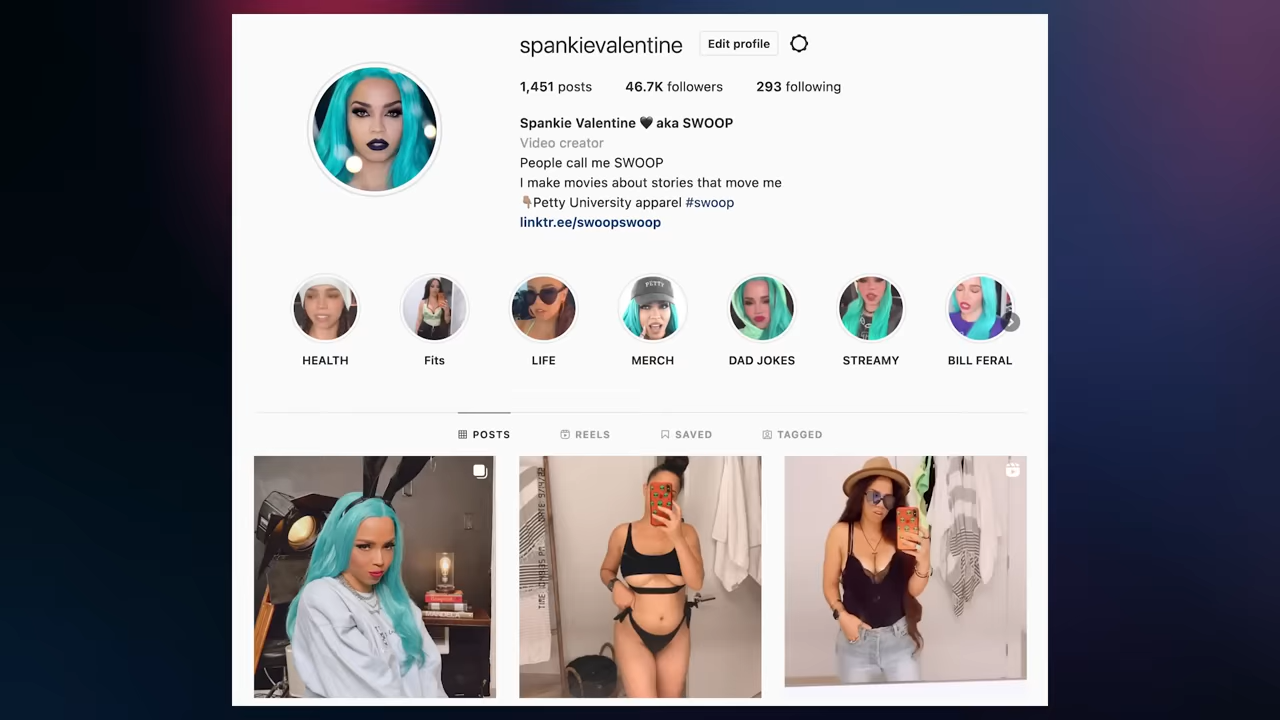 spankievalentine Edit profile
1,451 posts 46.7K followers 293 following
Spankie Valentine 🖤 aka SWOOP
Video creator
People call me SWOOP
I make movies about stories that move me
👇🏽Petty University apparel #swoop
linktr.ee/swoopswoop
PETTY
HEALTH Fits LIFE MERCH DAD JOKES STREAMY BILL FERAL
POSTS REELS SAVED TAGGED